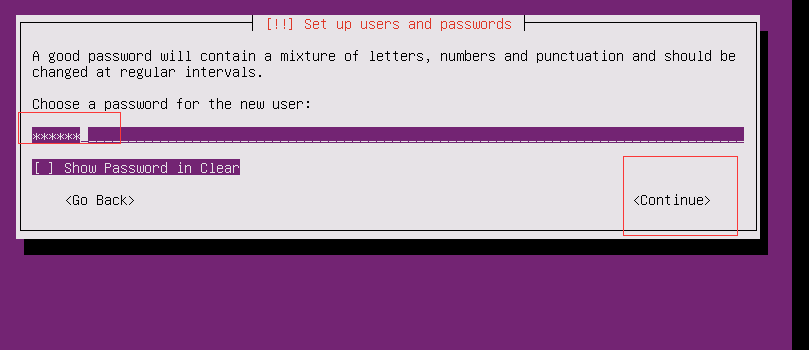 [!!] Set up users and passwords
A good password will contain a mixture of letters, numbers and punctuation and should be
changed at regular intervals.
Choose a password for the new user:
******
[ ] Show Password in Clear
<Go Back> <Continue>